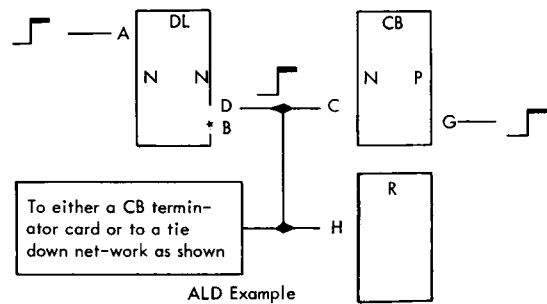 DL
CB
A
N N
N P
D
C
* B
G
To either a CB termin-
ator card or to a tie
down net-work as shown
R
H
ALD Example